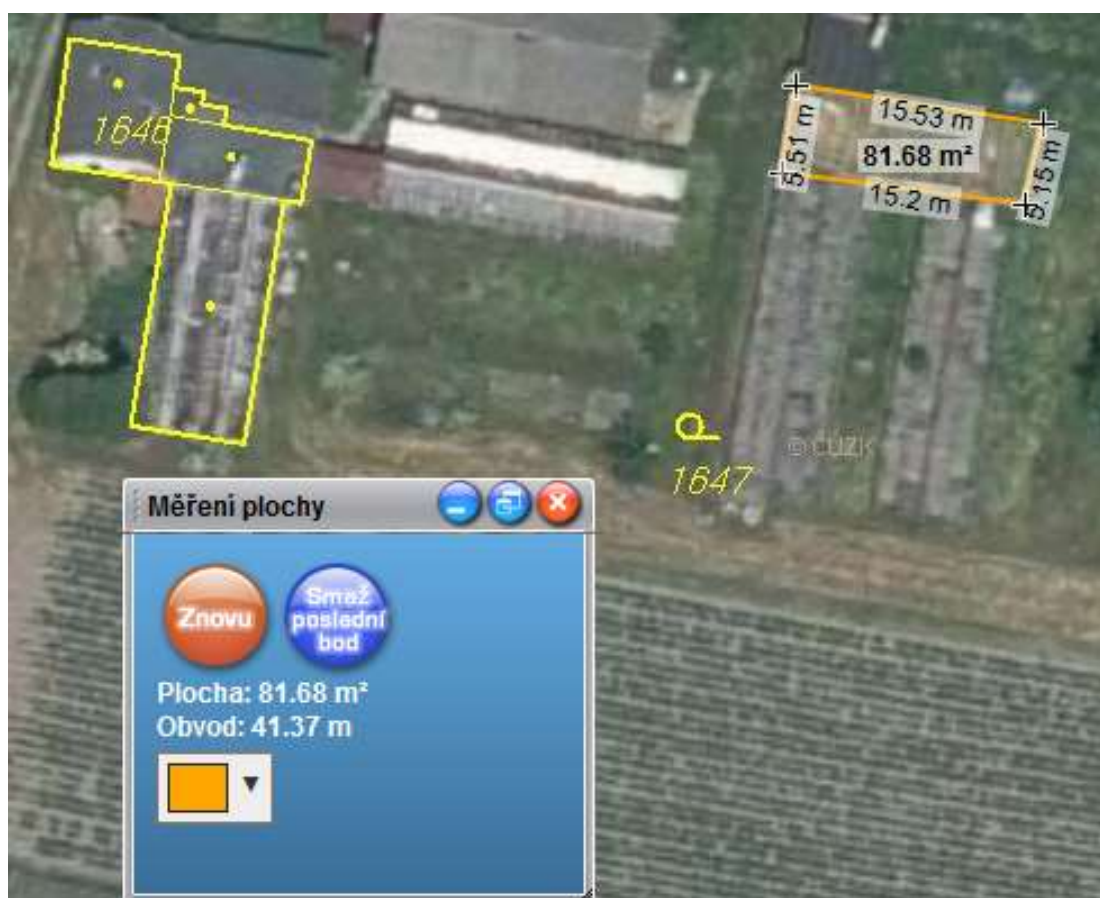 1646
15.53 m
5.51 m
81.68 m²
5.15 m
15.2 m
© ČÚZK
1647
Měření plochy
Znovu
Smaž
poslední
bod
Plocha: 81.68 m²
Obvod: 41.37 m